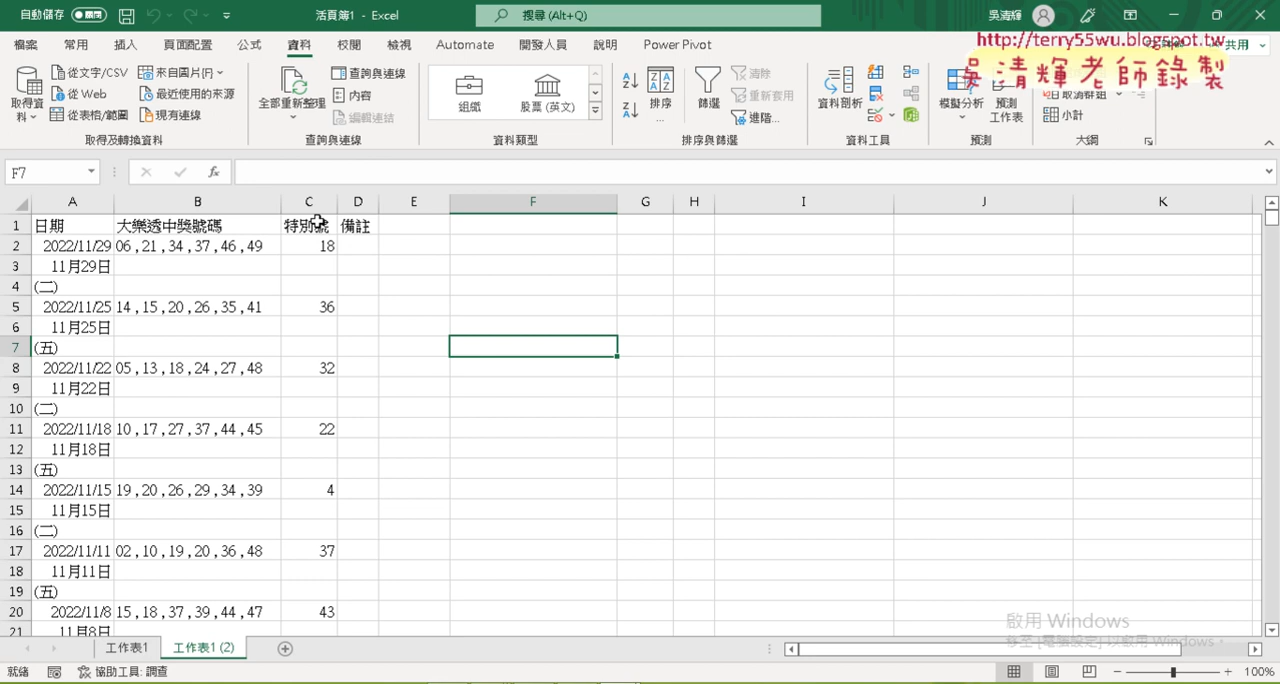 自動儲存 活頁簿1 - Excel 搜尋 (Alt+Q) 吳清輝
http://terry55wu.blogspot.tw
吳清輝老師錄製
檔案 常用 插入 頁面配置 公式 資料 校閱 檢視 Automate 開發人員 說明 Power Pivot 共用
取得資料 從文字/CSV 來自圖片(F) 全部重新整理 查詢與連線 組織 股票 (英文) 排序 篩選 清除 資料剖析 模擬分析 預測工作表
從 Web 最近使用的來源 內容 重新套用 取消群組
從表格/範圍 現有連線 編輯連結 進階... 小計
取得及轉換資料 查詢與連線 資料類型 排序與篩選 資料工具 預測 大綱
F7 fx
A B C D E F G H I J K
1 日期 大樂透中獎號碼 特別號 備註
2 2022/11/29 06 ,21 ,34 ,37 ,46 ,49 18
3 11月29日
4 (二)
5 2022/11/25 14 ,15 ,20 ,26 ,35 ,41 36
6 11月25日
7 (五)
8 2022/11/22 05 ,13 ,18 ,24 ,27 ,48 32
9 11月22日
10 (二)
11 2022/11/18 10 ,17 ,27 ,37 ,44 ,45 22
12 11月18日
13 (五)
14 2022/11/15 19 ,20 ,26 ,29 ,34 ,39 4
15 11月15日
16 (二)
17 2022/11/11 02 ,10 ,19 ,20 ,36 ,48 37
18 11月11日
19 (五)
20 2022/11/8 15 ,18 ,37 ,39 ,44 ,47 43
21 11月8日
啟用 Windows
移至 [電腦設定] 以啟用 Windows。
工作表1 工作表1 (2)
就緒 協助工具: 調查 100%